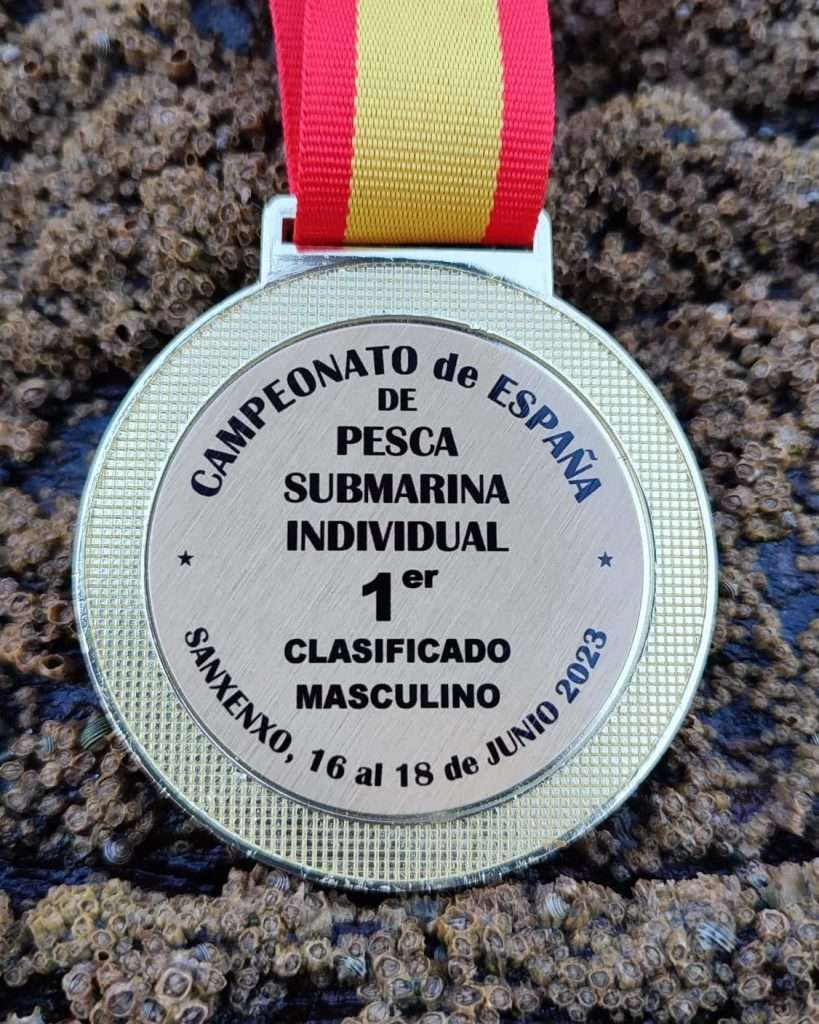 CAMPEONATO de ESPAÑA
DE
PESCA
SUBMARINA
INDIVIDUAL
1er
CLASIFICADO
MASCULINO
SANXENXO, 16 al 18 de JUNIO 2023